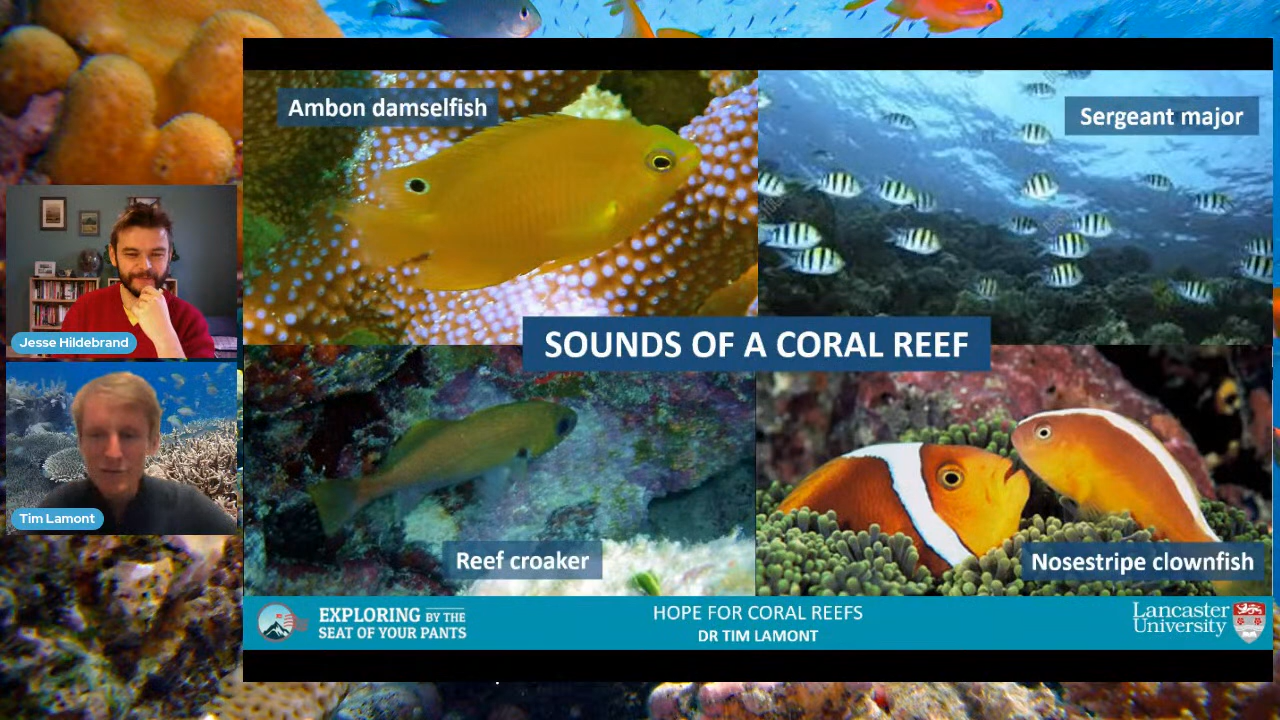 Ambon damselfish
Sergeant major
SOUNDS OF A CORAL REEF
Reef croaker
Nosestripe clownfish
Jesse Hildebrand
Tim Lamont
EXPLORING BY THE
SEAT OF YOUR PANTS
HOPE FOR CORAL REEFS
DR TIM LAMONT
Lancaster
University